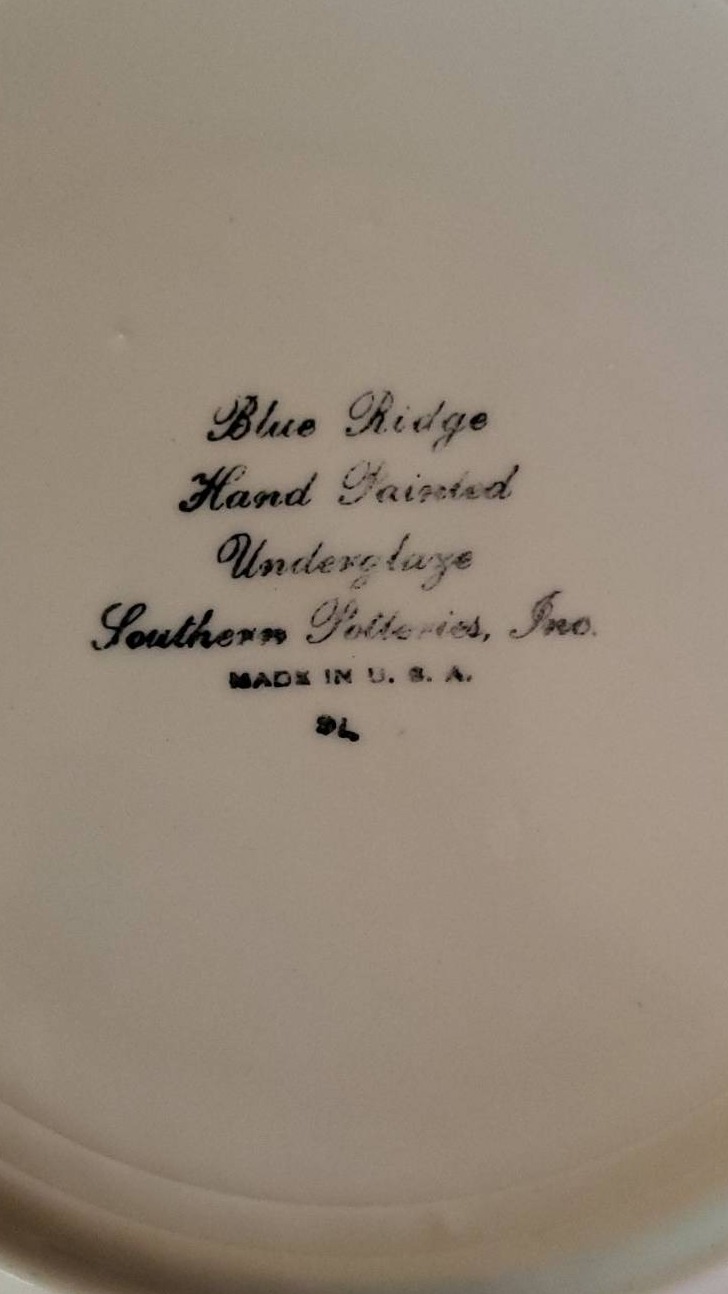 Blue Ridge
Hand Painted
Underglaze
Southern Potteries, Inc.
MADE IN U. S. A.
9L